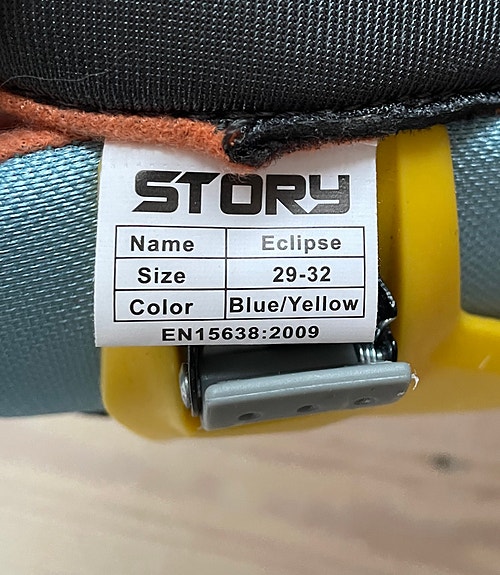 STORY
Name Eclipse
Size 29-32
Color Blue/Yellow
EN15638:2009